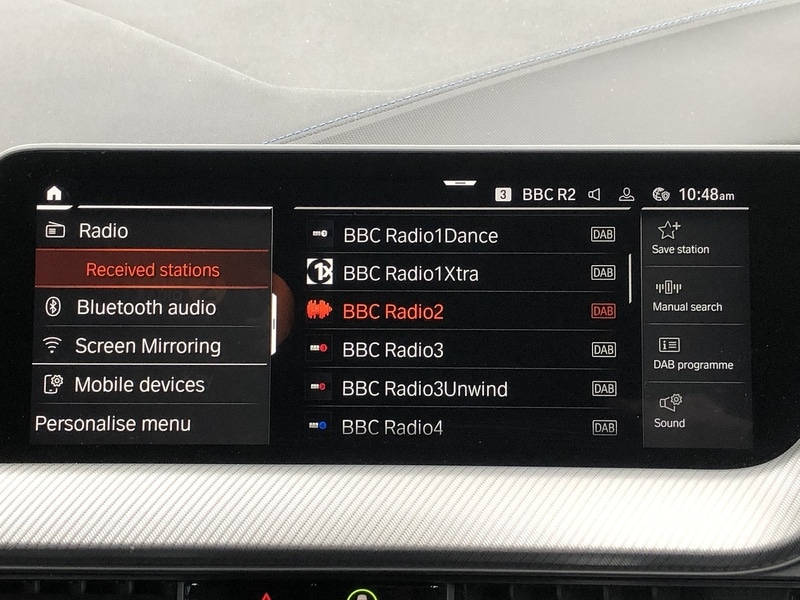 3 BBC R2 10:48am
Radio
Received stations
Bluetooth audio
Screen Mirroring
Mobile devices
Personalise menu
BBC Radio1Dance DAB
1X BBC Radio1Xtra DAB
BBC Radio2 DAB
BBC Radio3 DAB
BBC Radio3Unwind DAB
BBC Radio4 DAB
Save station
Manual search
DAB programme
Sound